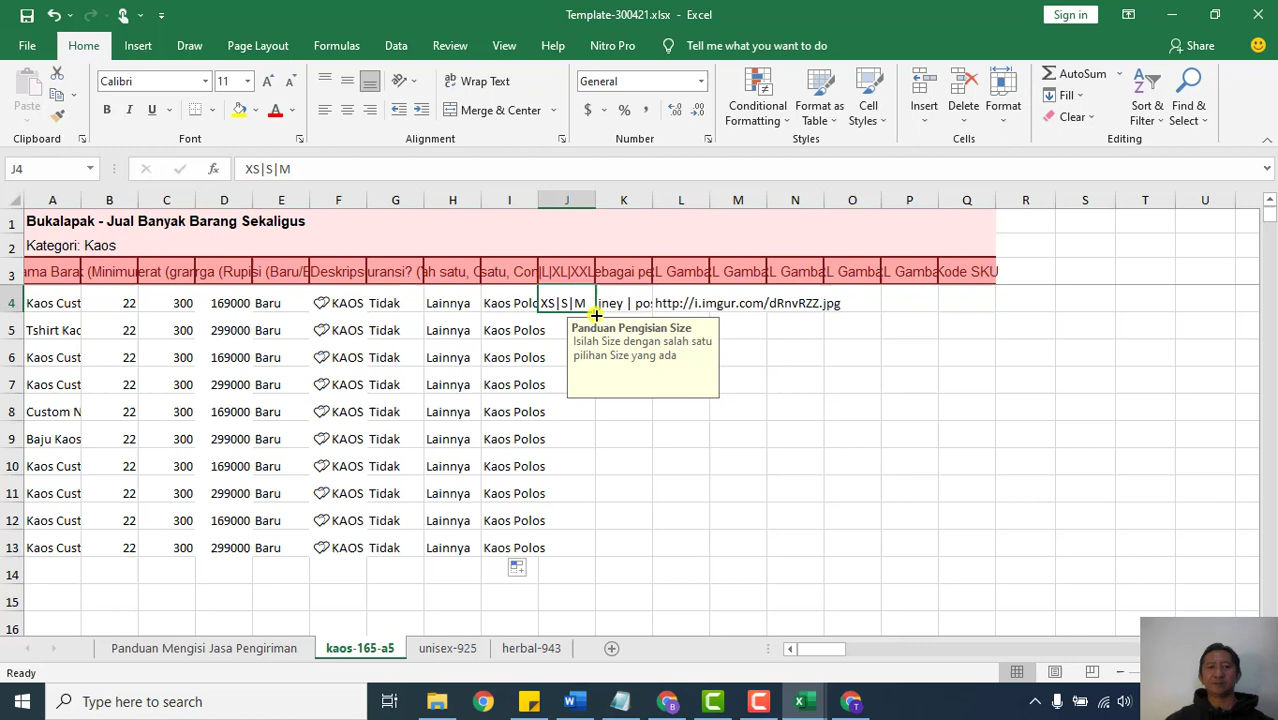 Template-300421.xlsx - Excel
Sign in
File Home Insert Draw Page Layout Formulas Data Review View Help Nitro Pro Tell me what you want to do Share
Paste
Calibri 11
B I U
Wrap Text
Merge & Center
General
$ % ,
Conditional Formatting
Format as Table
Cell Styles
Insert Delete Format
AutoSum
Fill
Clear
Sort & Filter
Find & Select
Clipboard Font Alignment Number Styles Cells Editing
J4 fx XS|S|M
A B C D E F G H I J K L M N O P Q R S T U
1 Bukalapak - Jual Banyak Barang Sekaligus
2 Kategori: Kaos
3 ama Barak (Minimum erat (gram rga (Rupi si (Baru/B Deskrips uransi? (Y ah satu, C satu, Con |L|XL|XXL ebagai pe L Gamba L Gamba L Gamba L Gamba L Gamba Kode SKU
4 Kaos Cust 22 300 169000 Baru KAOS Tidak Lainnya Kaos Polo XS|S|M iney | pos http://i.imgur.com/dRnvRZZ.jpg
5 Tshirt Kac 22 300 299000 Baru KAOS Tidak Lainnya Kaos Polos
6 Kaos Cust 22 300 169000 Baru KAOS Tidak Lainnya Kaos Polos
7 Kaos Cust 22 300 299000 Baru KAOS Tidak Lainnya Kaos Polos
8 Custom N 22 300 169000 Baru KAOS Tidak Lainnya Kaos Polos
9 Baju Kaos 22 300 299000 Baru KAOS Tidak Lainnya Kaos Polos
10 Kaos Cust 22 300 169000 Baru KAOS Tidak Lainnya Kaos Polos
11 Kaos Cust 22 300 299000 Baru KAOS Tidak Lainnya Kaos Polos
12 Kaos Cust 22 300 169000 Baru KAOS Tidak Lainnya Kaos Polos
13 Kaos Cust 22 300 299000 Baru KAOS Tidak Lainnya Kaos Polos
14
15
16
Panduan Pengisian Size
Isilah Size dengan salah satu
pilihan Size yang ada
Panduan Mengisi Jasa Pengiriman kaos-165-a5 unisex-925 herbal-943
Ready
Type here to search